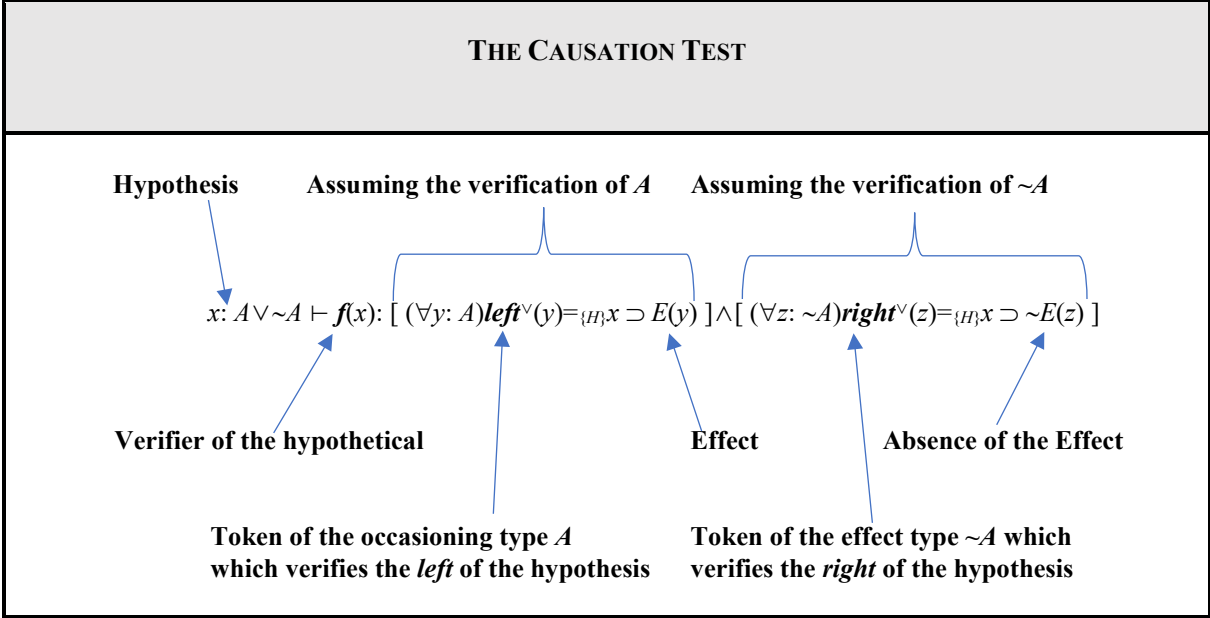 THE CAUSATION TEST
Hypothesis Assuming the verification of A Assuming the verification of ~A
x: A∨~A ⊢ f(x): [ (∀y: A)left^∨(y)=_{H}x ⊃ E(y) ]∧[ (∀z: ~A)right^∨(z)=_{H}x ⊃ ~E(z) ]
Verifier of the hypothetical Effect Absence of the Effect
Token of the occasioning type A Token of the effect type ~A which
which verifies the left of the hypothesis verifies the right of the hypothesis